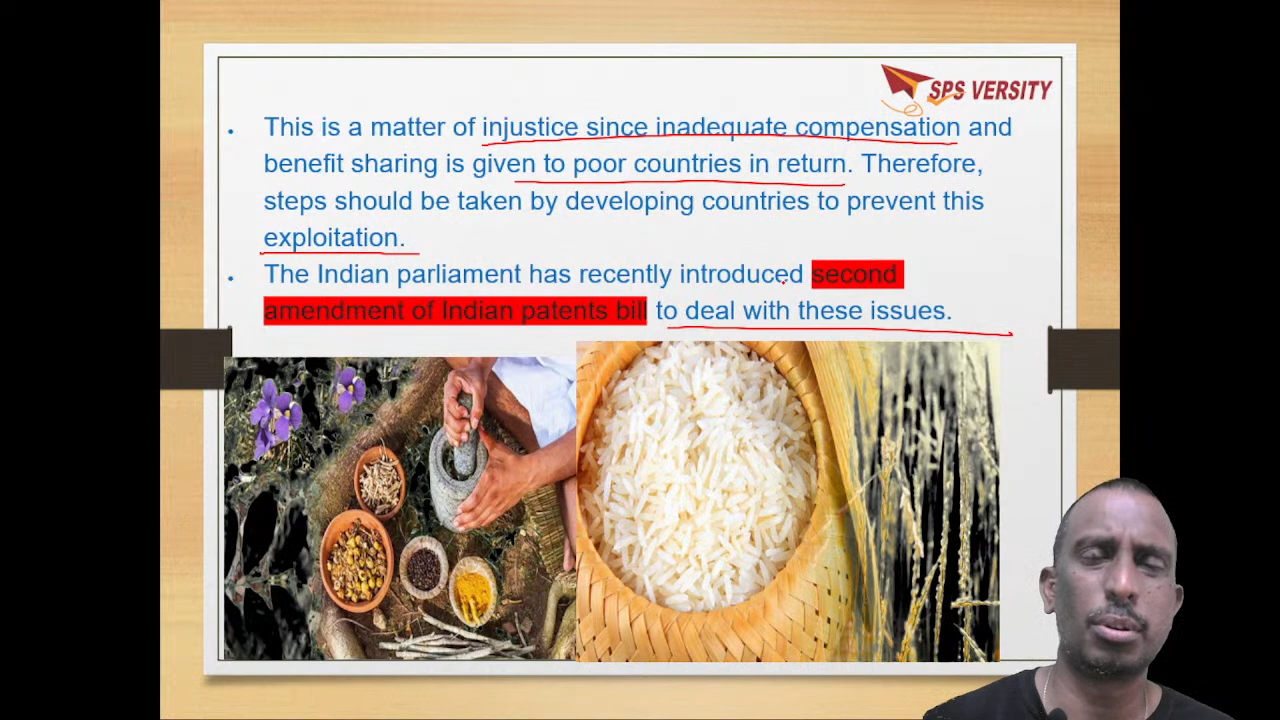 SPS VERSITY
• This is a matter of injustice since inadequate compensation and
benefit sharing is given to poor countries in return. Therefore,
steps should be taken by developing countries to prevent this
exploitation.
• The Indian parliament has recently introduced second
amendment of Indian patents bill to deal with these issues.